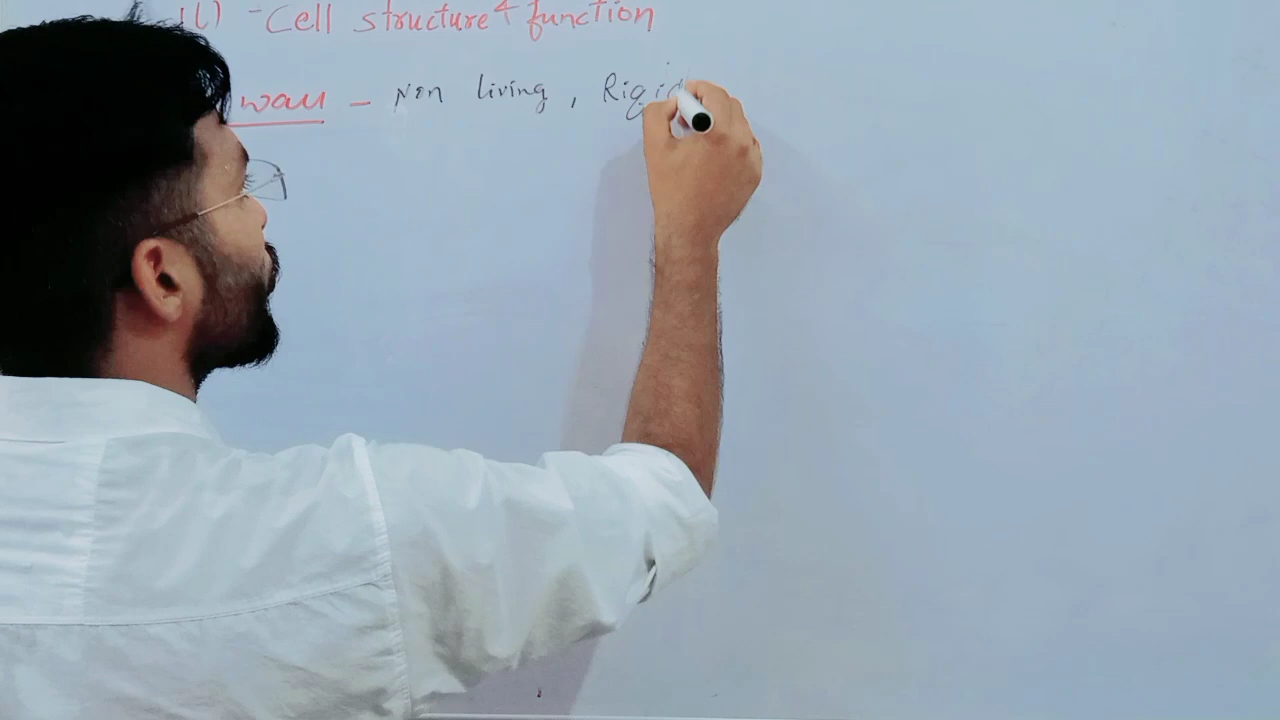 - Cell structure & function
wall - Non living, Rigid